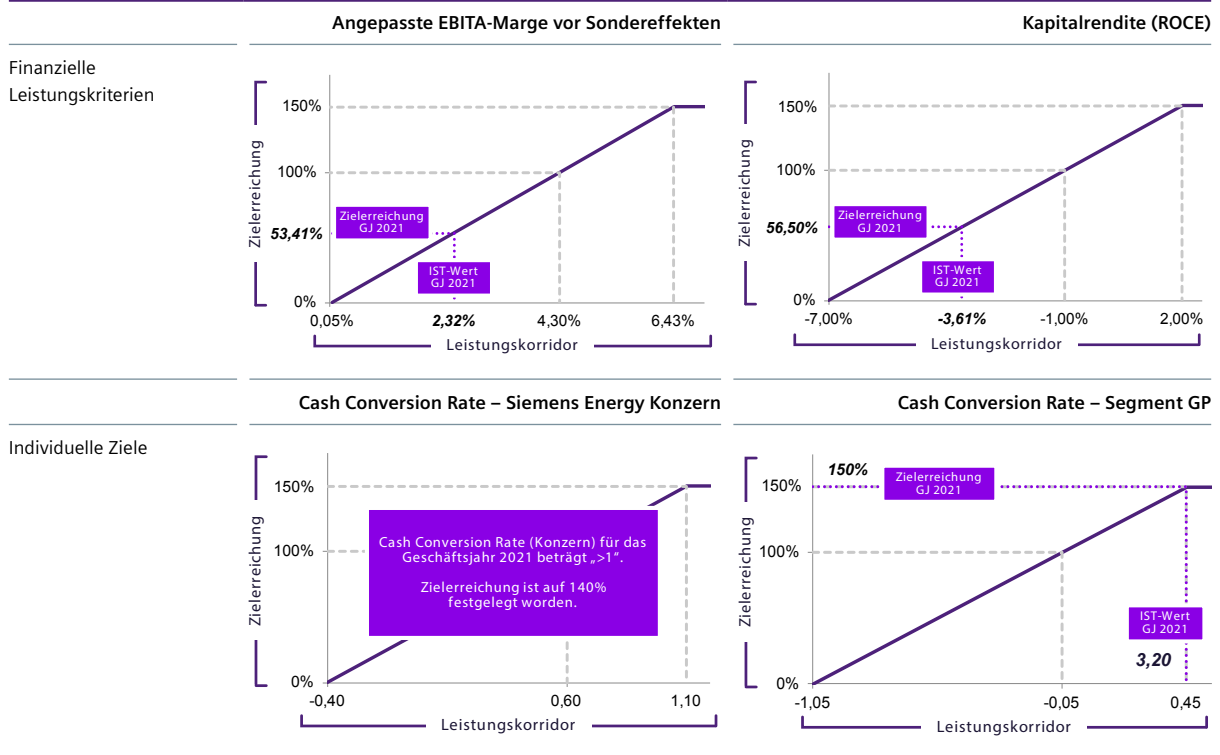 Angepasste EBITA-Marge vor Sondereffekten
Kapitalrendite (ROCE)
Finanzielle
Leistungskriterien
Zielerreichung
150%
100%
53,41%
0%
Zielerreichung
GJ 2021
IST-Wert
GJ 2021
0,05%
2,32%
4,30%
6,43%
Leistungskorridor
Zielerreichung
150%
100%
56,50%
0%
Zielerreichung
GJ 2021
IST-Wert
GJ 2021
-7,00%
-3,61%
-1,00%
2,00%
Leistungskorridor
Cash Conversion Rate – Siemens Energy Konzern
Cash Conversion Rate – Segment GP
Individuelle Ziele
Zielerreichung
150%
100%
0%
Cash Conversion Rate (Konzern) für das
Geschäftsjahr 2021 beträgt „>1“.
Zielerreichung ist auf 140%
festgelegt worden.
-0,40
0,60
1,10
Leistungskorridor
Zielerreichung
150%
150%
100%
0%
Zielerreichung
GJ 2021
IST-Wert
GJ 2021
3,20
-1,05
-0,05
0,45
Leistungskorridor